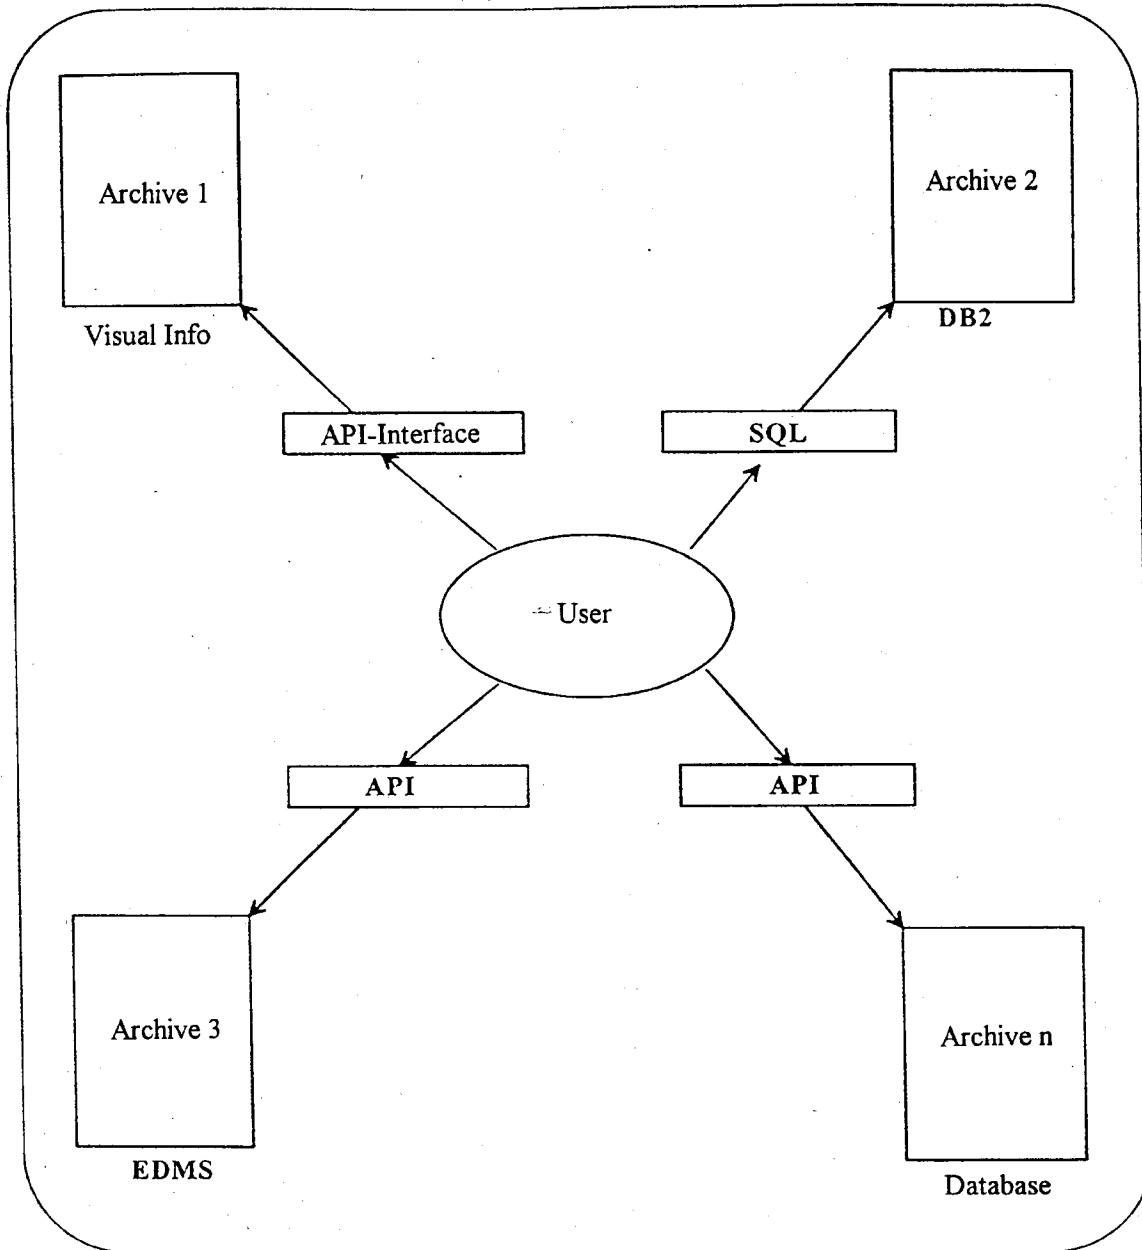 Archive 1
Archive 2
Visual Info
DB2
API-Interface
SQL
User
API
API
Archive 3
Archive n
EDMS
Database